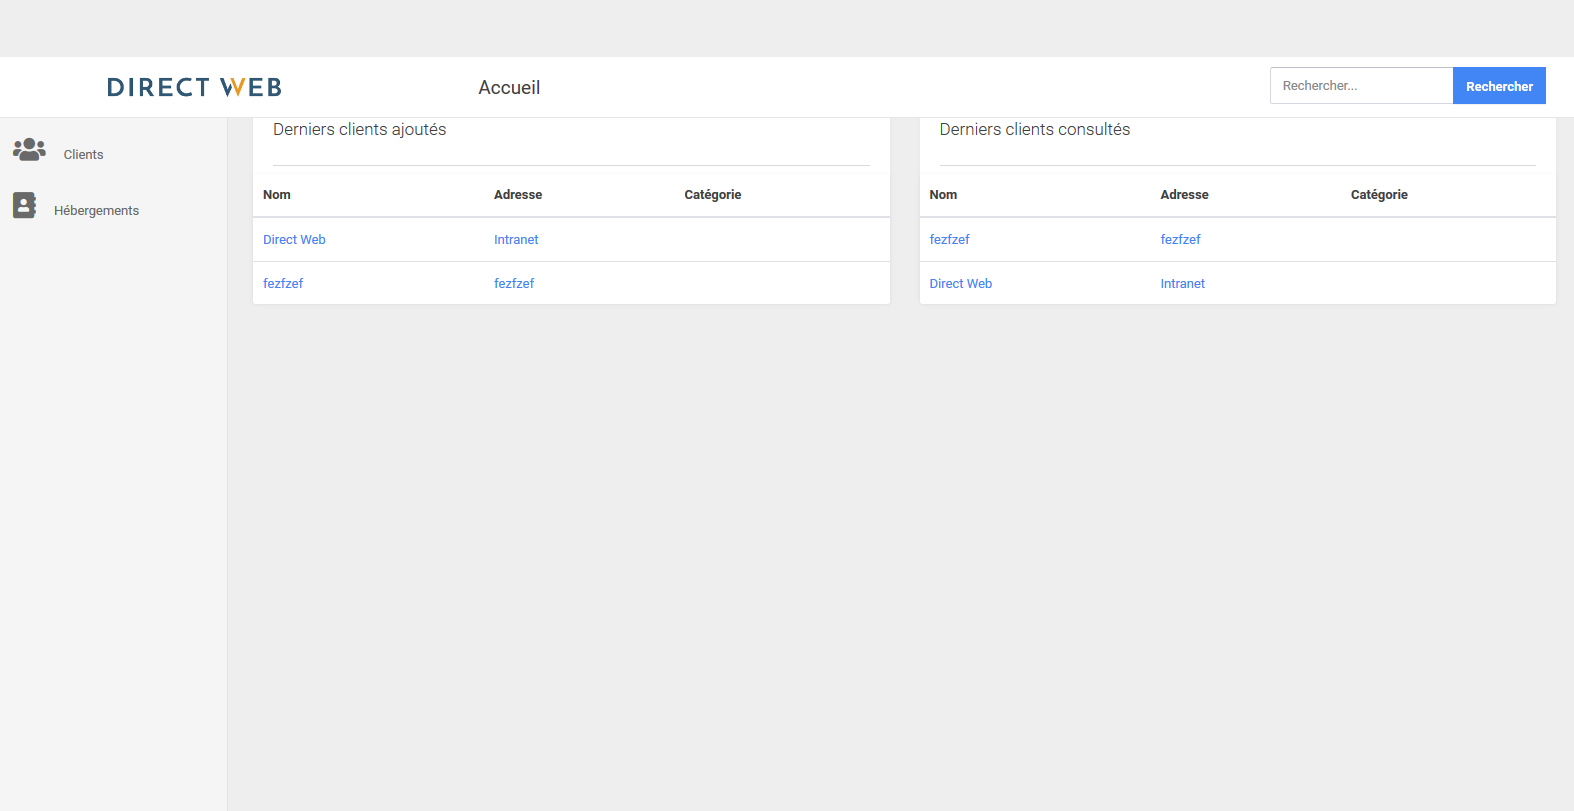 DIRECT WEB
Accueil
Rechercher...
Rechercher
Clients
Hébergements
Derniers clients ajoutés
Nom Adresse Catégorie
Direct Web Intranet
fezfzef fezfzef
Derniers clients consultés
Nom Adresse Catégorie
fezfzef fezfzef
Direct Web Intranet